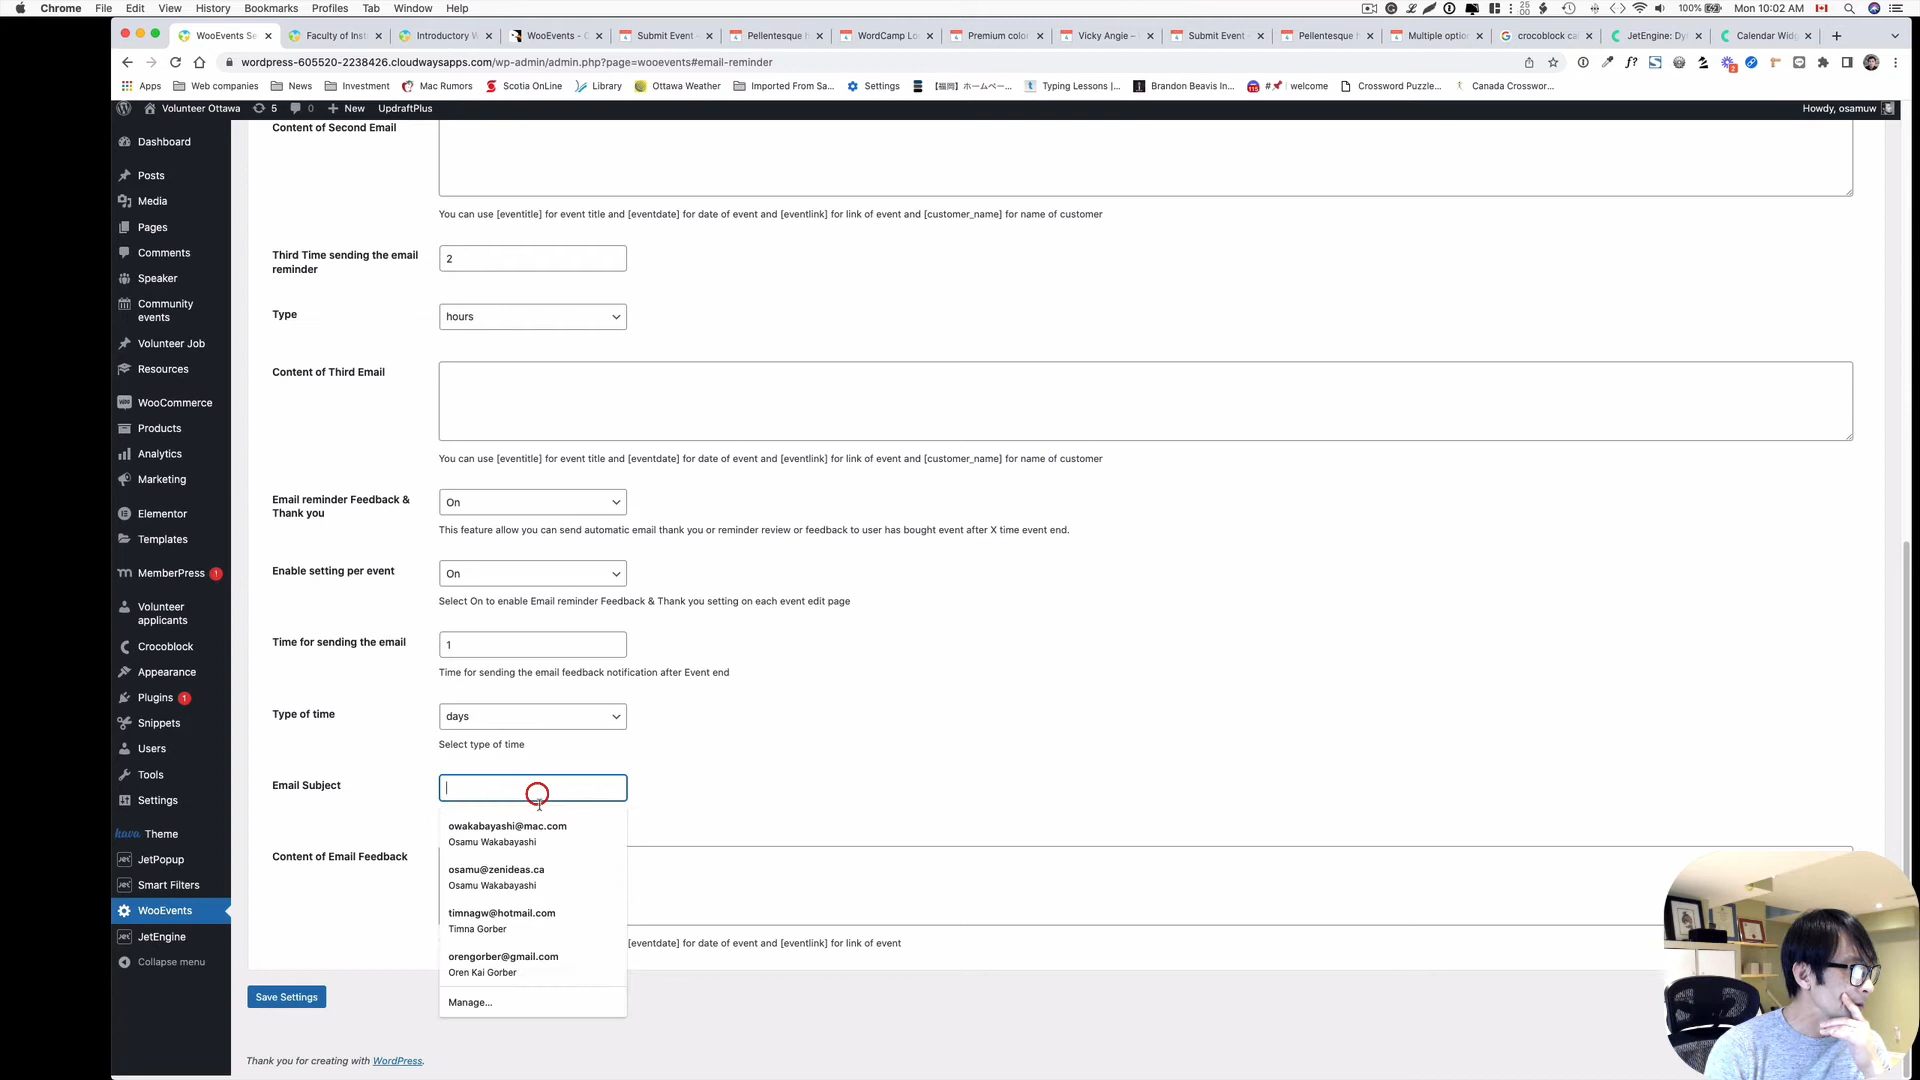 Chrome File Edit View History Bookmarks Profiles Tab Window Help 100% Mon 10:02 AM
WooEvents Se Faculty of Inst Introductory W WooEvents - C Submit Event - Pellentesque h WordCamp Lo Premium color Vicky Angie – Submit Event - Pellentesque h Multiple optio crocoblock ca JetEngine: Dy Calendar Widg
wordpress-605520-2238426.cloudwaysapps.com/wp-admin/admin.php?page=wooevents#email-reminder
Apps Web companies News Investment Mac Rumors Scotia OnLine Library Ottawa Weather Imported From Sa... Settings 【福岡】ホームペー... Typing Lessons |... Brandon Beavis In... welcome Crossword Puzzle... Canada Crosswor...
Volunteer Ottawa 5 0 New UpdraftPlus Howdy, osamuw
Dashboard
Posts
Media
Pages
Comments
Speaker
Community
events
Volunteer Job
Resources
WooCommerce
Products
Analytics
Marketing
Elementor
Templates
MemberPress 1
Volunteer
applicants
Crocoblock
Appearance
Plugins 1
Snippets
Users
Tools
Settings
kava Theme
JetPopup
Smart Filters
WooEvents
JetEngine
Collapse menu
Content of Second Email
You can use [eventitle] for event title and [eventdate] for date of event and [eventlink] for link of event and [customer_name] for name of customer
Third Time sending the email
reminder
2
Type
hours
Content of Third Email
You can use [eventitle] for event title and [eventdate] for date of event and [eventlink] for link of event and [customer_name] for name of customer
Email reminder Feedback &
Thank you
On
This feature allow you can send automatic email thank you or reminder review or feedback to user has bought event after X time event end.
Enable setting per event
On
Select On to enable Email reminder Feedback & Thank you setting on each event edit page
Time for sending the email
1
Time for sending the email feedback notification after Event end
Type of time
days
Select type of time
Email Subject
owakabayashi@mac.com
Osamu Wakabayashi
osamu@zenideas.ca
Osamu Wakabayashi
timnagw@hotmail.com
Timna Gorber
orengorber@gmail.com
Oren Kai Gorber
Manage...
Content of Email Feedback
[eventdate] for date of event and [eventlink] for link of event
Save Settings
Thank you for creating with WordPress.